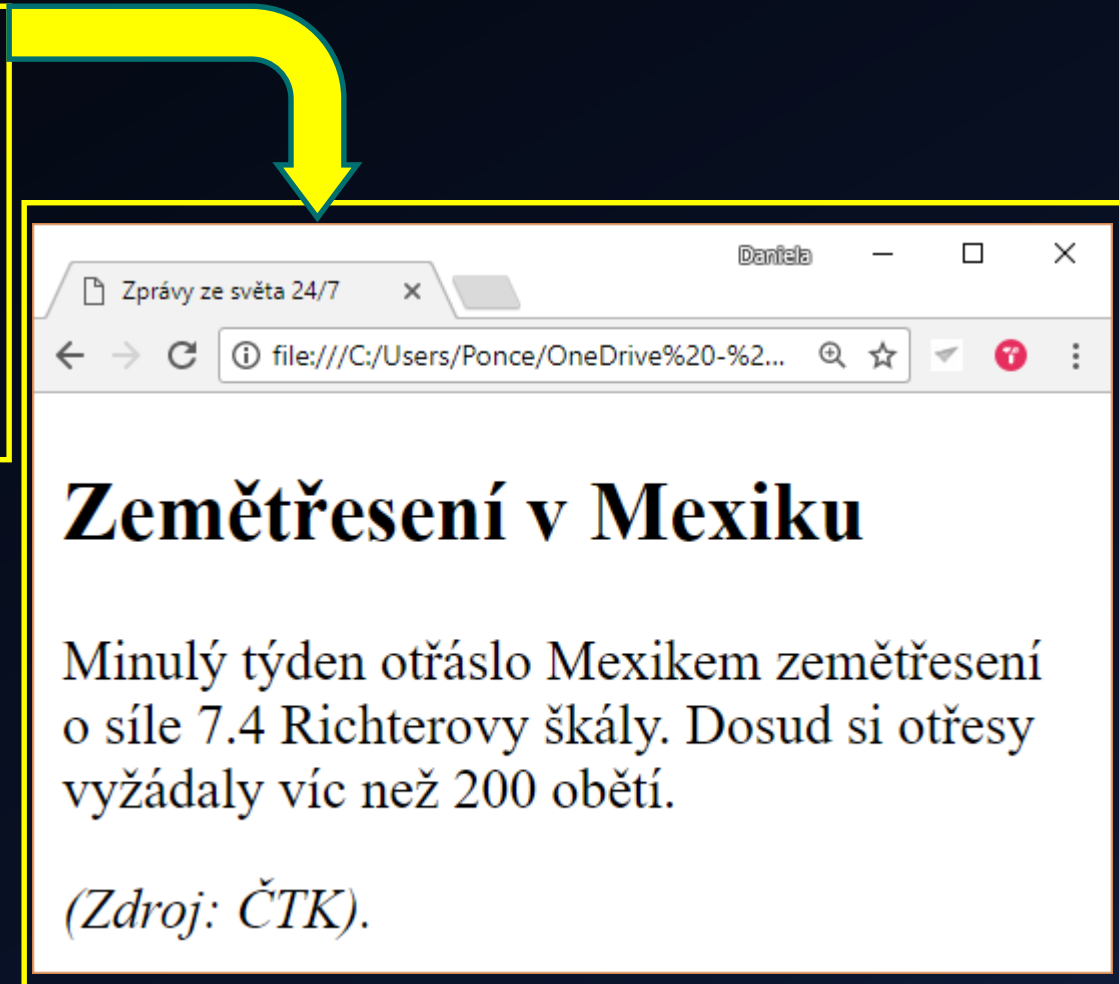 Daniela
Zprávy ze světa 24/7
file:///C:/Users/Ponce/OneDrive%20-%2...
Zemětřesení v Mexiku
Minulý týden otřáslo Mexikem zemětřesení
o síle 7.4 Richterovy škály. Dosud si otřesy
vyžádaly víc než 200 obětí.
(Zdroj: ČTK).